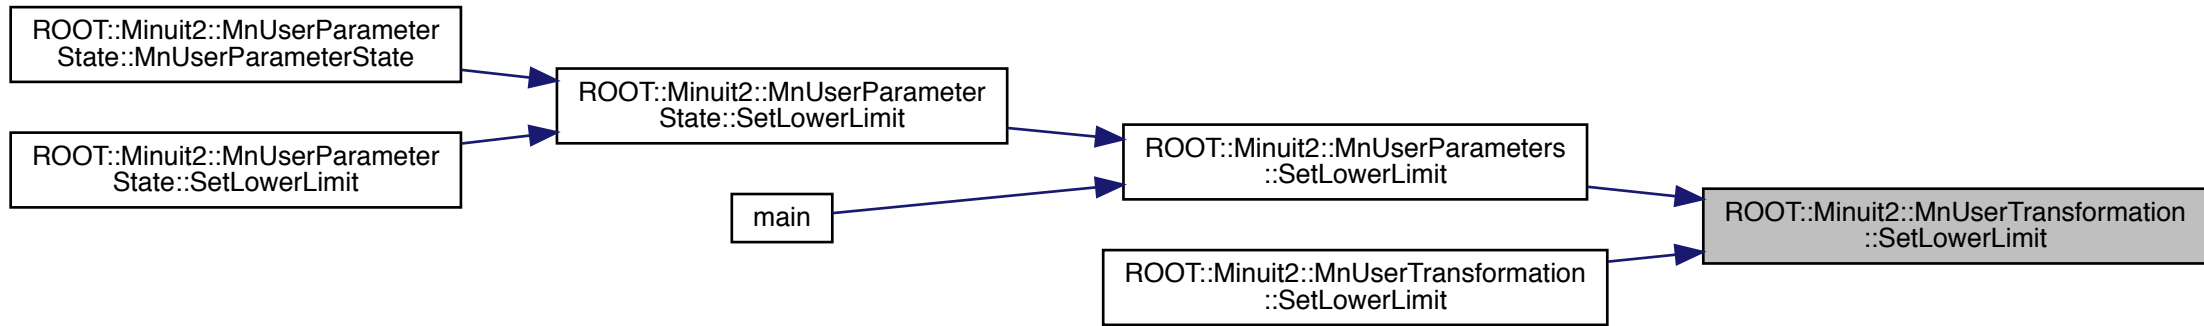 ROOT::Minuit2::MnUserParameter
State::MnUserParameterState
ROOT::Minuit2::MnUserParameter
State::SetLowerLimit
ROOT::Minuit2::MnUserParameter
State::SetLowerLimit
ROOT::Minuit2::MnUserParameters
::SetLowerLimit
main
ROOT::Minuit2::MnUserTransformation
::SetLowerLimit
ROOT::Minuit2::MnUserTransformation
::SetLowerLimit